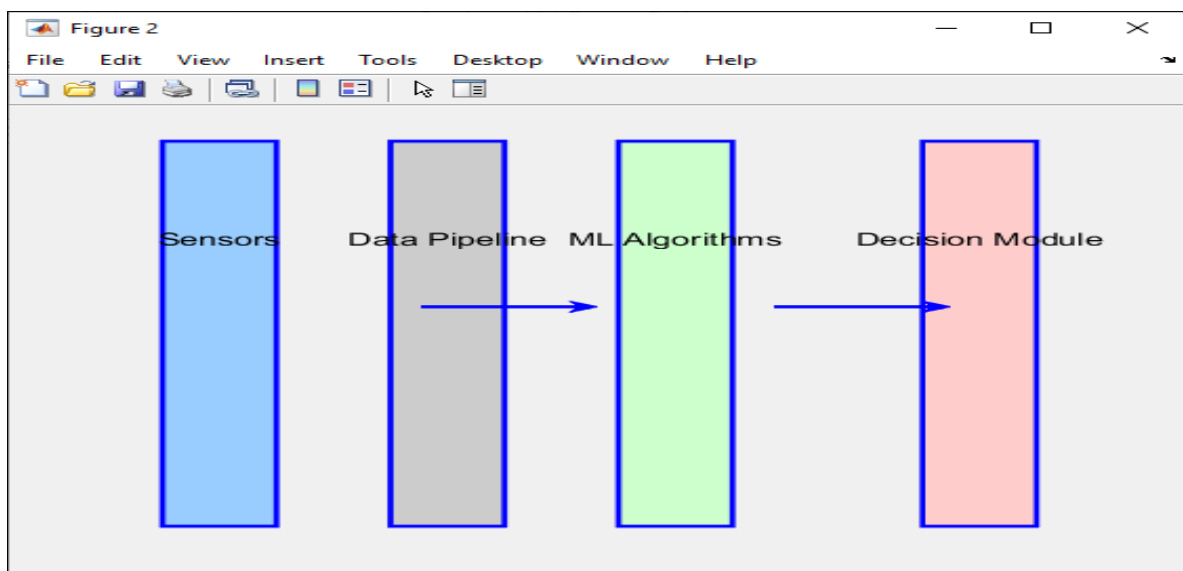 Figure 2
File Edit View Insert Tools Desktop Window Help
Sensors Data Pipeline ML Algorithms Decision Module